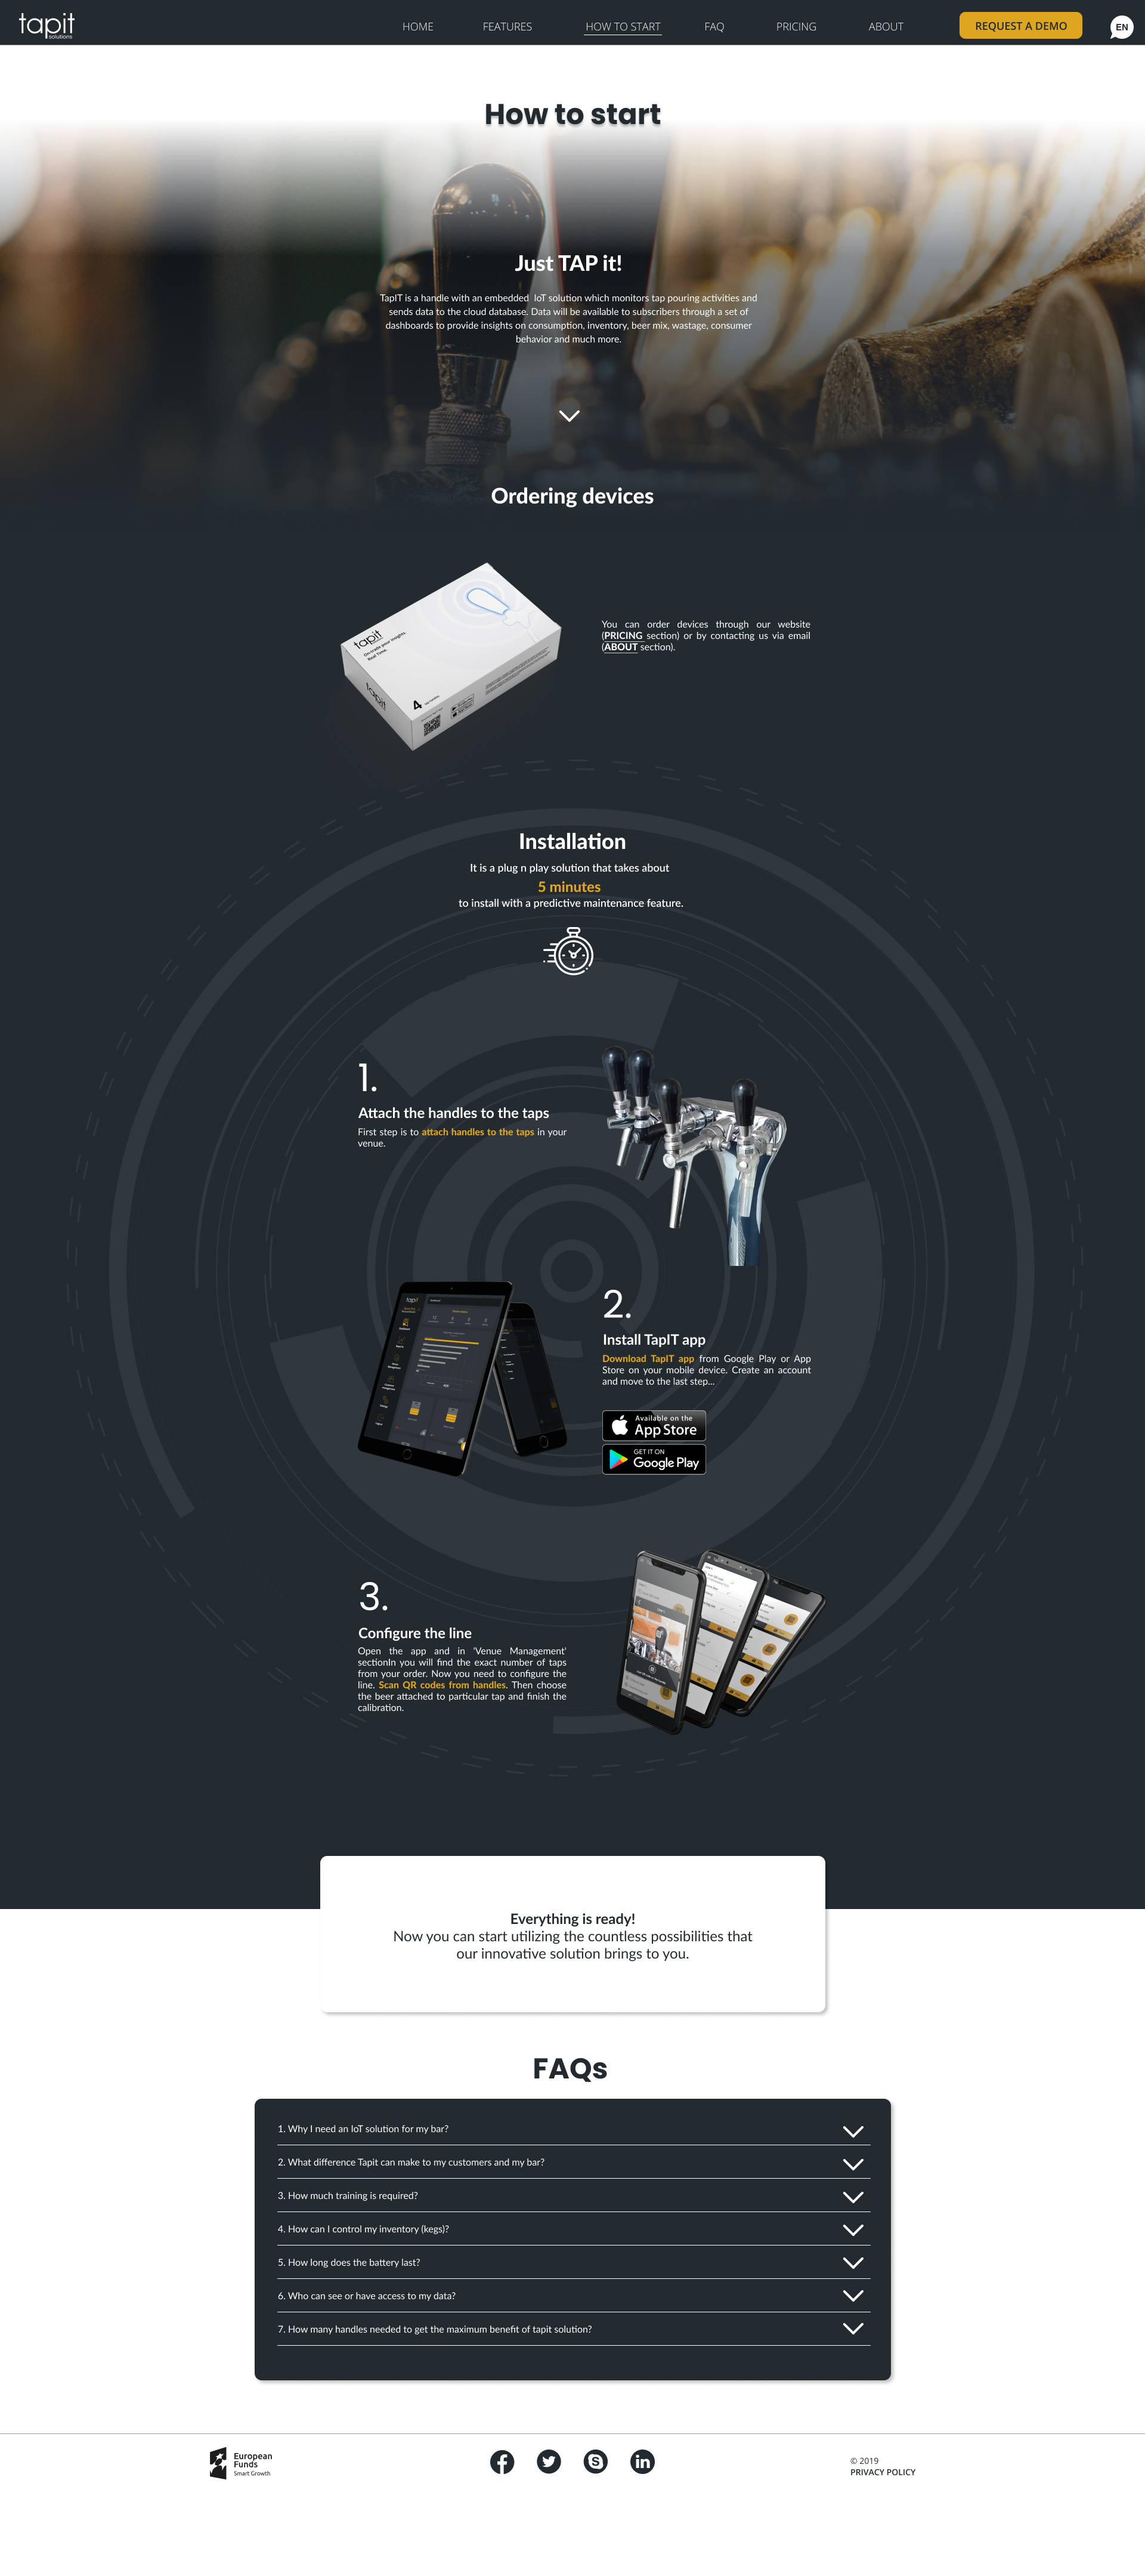 tapit
solutions
HOME
FEATURES
HOW TO START
FAQ
PRICING
ABOUT
REQUEST A DEMO
EN
How to start
Just TAP it!
TapIT is a handle with an embedded IoT solution which monitors tap pouring activities and
sends data to the cloud database. Data will be available to subscribers through a set of
dashboards to provide insights on consumption, inventory, beer mix, wastage, consumer
behavior and much more.
Ordering devices
tapit
On-trade your insights.
Real Time.
tapit
4
You can order devices through our website
(PRICING section) or by contacting us via email
(ABOUT section).
Installation
It is a plug n play solution that takes about
5 minutes
to install with a predictive maintenance feature.
1.
Attach the handles to the taps
First step is to attach handles to the taps in your
venue.
tapit
2.
Install TapIT app
Download TapIT app from Google Play or App
Store on your mobile device. Create an account
and move to the last step...
Available on the
App Store
GET IT ON
Google Play
3.
Configure the line
Open the app and in 'Venue Management'
sectionIn you will find the exact number of taps
from your order. Now you need to configure the
line. Scan QR codes from handles. Then choose
the beer attached to particular tap and finish the
calibration.
Everything is ready!
Now you can start utilizing the countless possibilities that
our innovative solution brings to you.
FAQs
1. Why I need an IoT solution for my bar?
2. What difference Tapit can make to my customers and my bar?
3. How much training is required?
4. How can I control my inventory (kegs)?
5. How long does the battery last?
6. Who can see or have access to my data?
7. How many handles needed to get the maximum benefit of tapit solution?
European
Funds
Smart Growth
© 2019
PRIVACY POLICY